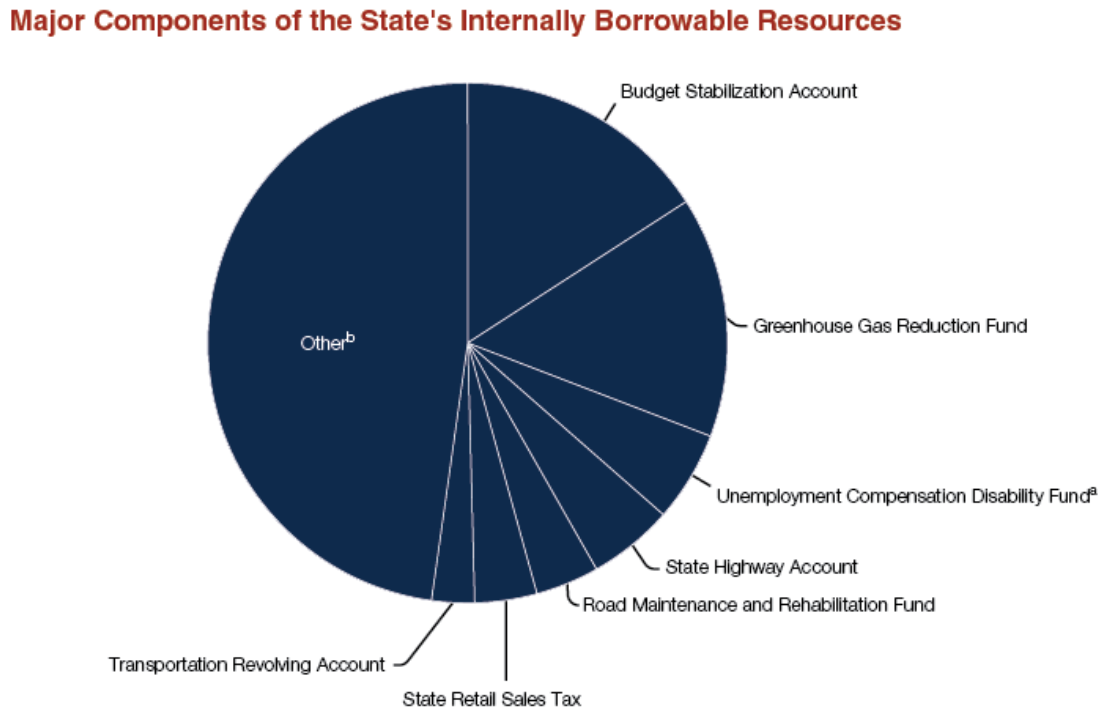 Major Components of the State's Internally Borrowable Resources
Budget Stabilization Account
Greenhouse Gas Reduction Fund
Otherᵇ
Unemployment Compensation Disability Fundᵃ
State Highway Account
Road Maintenance and Rehabilitation Fund
Transportation Revolving Account
State Retail Sales Tax